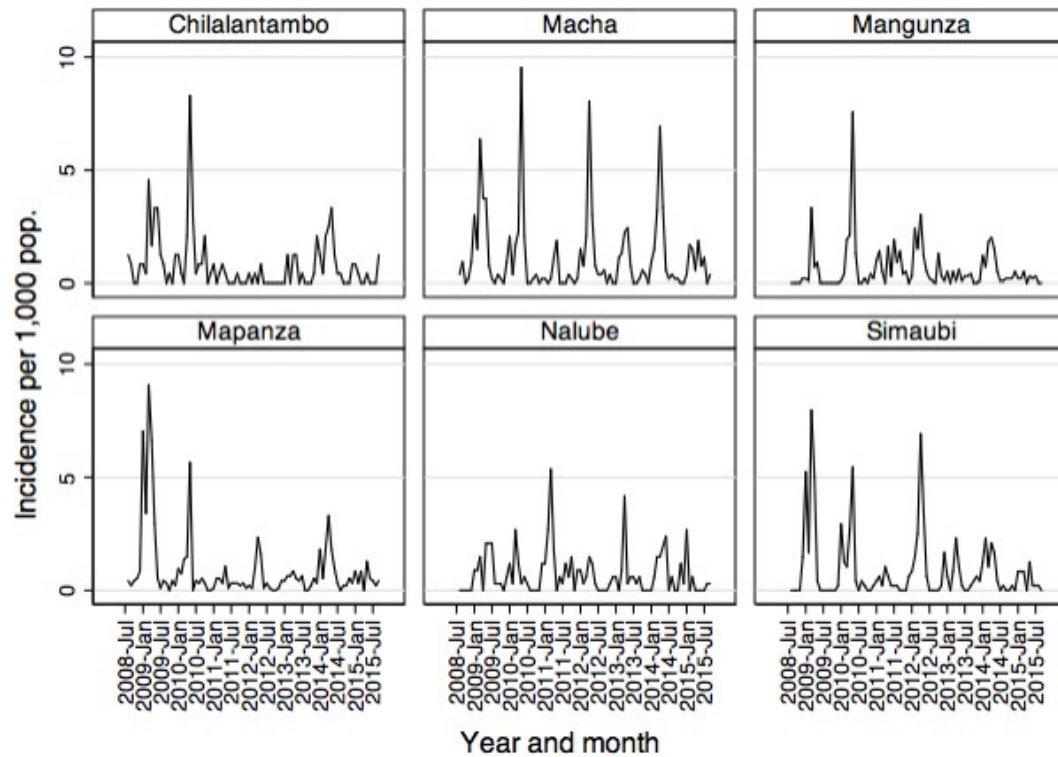 Chilalantambo
Macha
Mangunza
10
5
0
Mapanza
Nalube
Simaubi
10
5
0
Incidence per 1,000 pop.
2008-Jul
2009-Jan
2009-Jul
2010-Jan
2010-Jul
2011-Jan
2011-Jul
2012-Jan
2012-Jul
2013-Jan
2013-Jul
2014-Jan
2014-Jul
2015-Jan
2015-Jul
2008-Jul
2009-Jan
2009-Jul
2010-Jan
2010-Jul
2011-Jan
2011-Jul
2012-Jan
2012-Jul
2013-Jan
2013-Jul
2014-Jan
2014-Jul
2015-Jan
2015-Jul
2008-Jul
2009-Jan
2009-Jul
2010-Jan
2010-Jul
2011-Jan
2011-Jul
2012-Jan
2012-Jul
2013-Jan
2013-Jul
2014-Jan
2014-Jul
2015-Jan
2015-Jul
Year and month